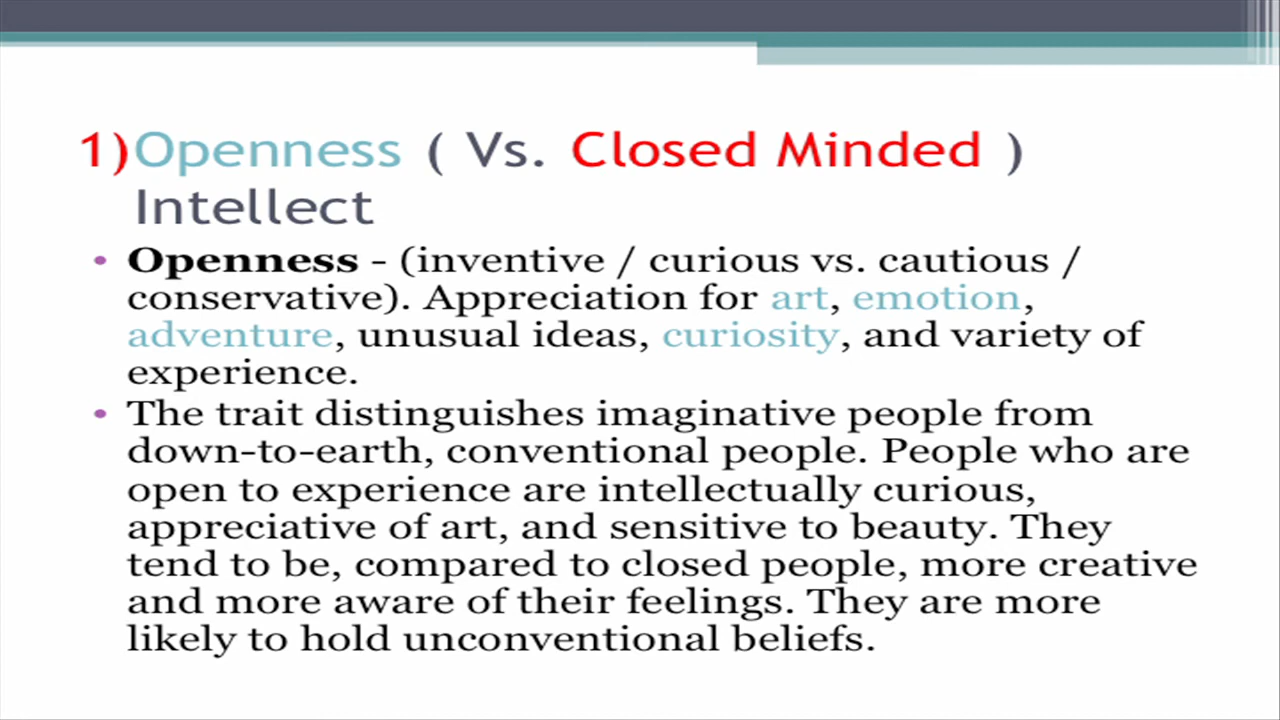 1)Openness ( Vs. Closed Minded )
Intellect
• Openness - (inventive / curious vs. cautious /
conservative). Appreciation for art, emotion,
adventure, unusual ideas, curiosity, and variety of
experience.
• The trait distinguishes imaginative people from
down-to-earth, conventional people. People who are
open to experience are intellectually curious,
appreciative of art, and sensitive to beauty. They
tend to be, compared to closed people, more creative
and more aware of their feelings. They are more
likely to hold unconventional beliefs.